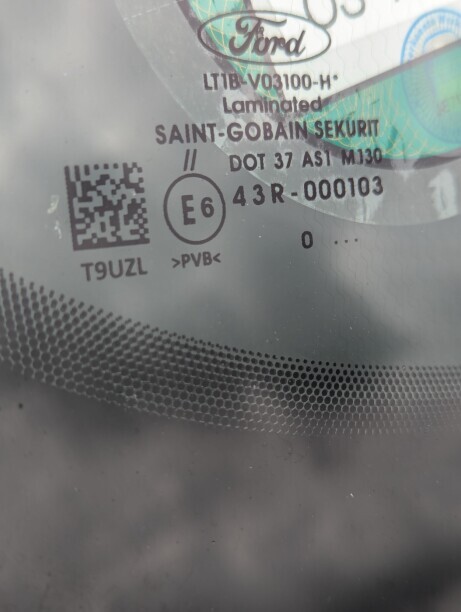 Ford
LT1B-V03100-H*
Laminated
SAINT-GOBAIN SEKURIT
// DOT 37 AS1 M130
E6 43R-000103
0 ...
T9UZL >PVB<